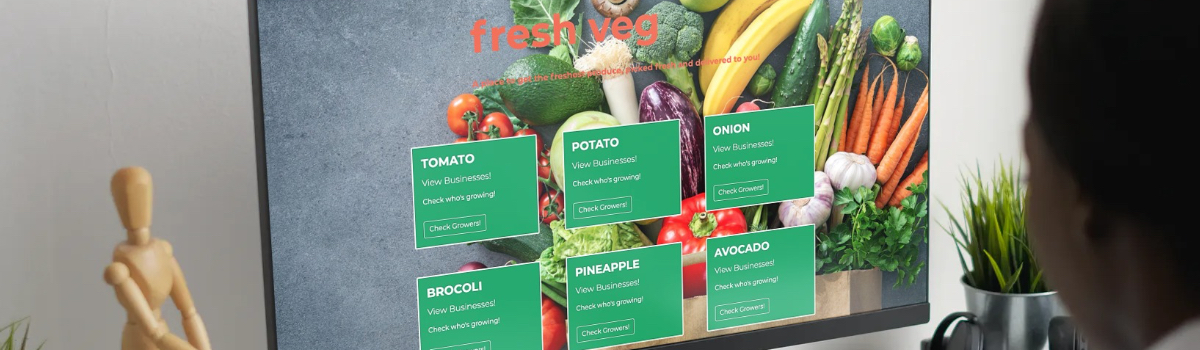 fresh veg
A place to get the freshest produce, picked fresh and delivered to you!
TOMATO
View Businesses!
Check who's growing!
Check Growers!
POTATO
View Businesses!
Check who's growing!
Check Growers!
ONION
View Businesses!
Check who's growing!
Check Growers!
BROCOLI
View Businesses!
Check who's growing!
Check Growers!
PINEAPPLE
View Businesses!
Check who's growing!
Check Growers!
AVOCADO
View Businesses!
Check who's growing!
Check Growers!